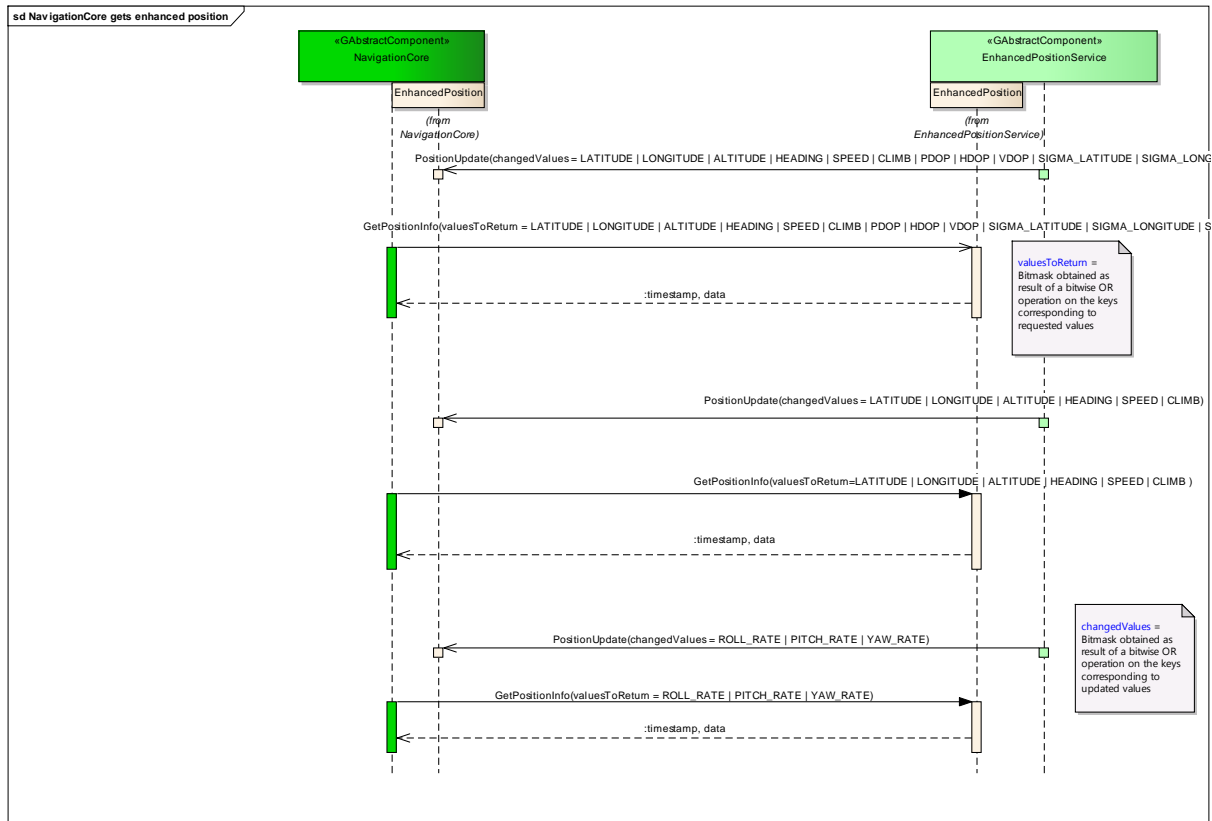 sd NavigationCore gets enhanced position
«GAbstractComponent»
NavigationCore
«GAbstractComponent»
EnhancedPositionService
EnhancedPosition
EnhancedPosition
(from
NavigationCore)
(from
EnhancedPositionService)
PositionUpdate(changedValues = LATITUDE | LONGITUDE | ALTITUDE | HEADING | SPEED | CLIMB | PDOP | HDOP | VDOP | SIGMA_LATITUDE | SIGMA_LONG
GetPositionInfo(valuesToReturn = LATITUDE | LONGITUDE | ALTITUDE | HEADING | SPEED | CLIMB | PDOP | HDOP | VDOP | SIGMA_LATITUDE | SIGMA_LONGITUDE | S
valuesToReturn =
Bitmask obtained as
result of a bitwise OR
operation on the keys
corresponding to
requested values
:timestamp, data
PositionUpdate(changedValues = LATITUDE | LONGITUDE | ALTITUDE | HEADING | SPEED | CLIMB)
GetPositionInfo(valuesToReturn=LATITUDE | LONGITUDE | ALTITUDE | HEADING | SPEED | CLIMB )
:timestamp, data
changedValues =
Bitmask obtained as
result of a bitwise OR
operation on the keys
corresponding to
updated values
PositionUpdate(changedValues = ROLL_RATE | PITCH_RATE | YAW_RATE)
GetPositionInfo(valuesToReturn = ROLL_RATE | PITCH_RATE | YAW_RATE)
:timestamp, data